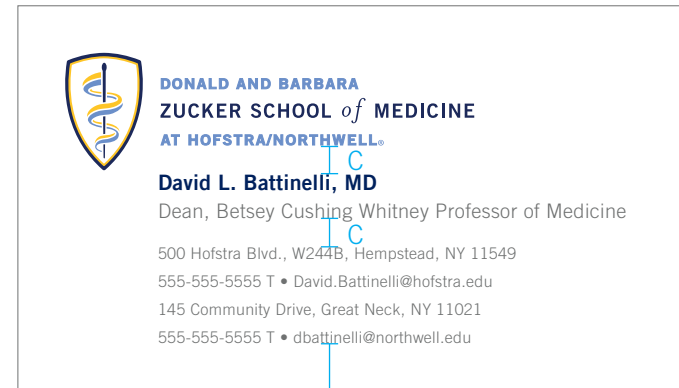 DONALD AND BARBARA
ZUCKER SCHOOL of MEDICINE
AT HOFSTRA/NORTHWELL®
C
David L. Battinelli, MD
Dean, Betsey Cushing Whitney Professor of Medicine
C
500 Hofstra Blvd., W244B, Hempstead, NY 11549
555-555-5555 T • David.Battinelli@hofstra.edu
145 Community Drive, Great Neck, NY 11021
555-555-5555 T • dbattinelli@northwell.edu